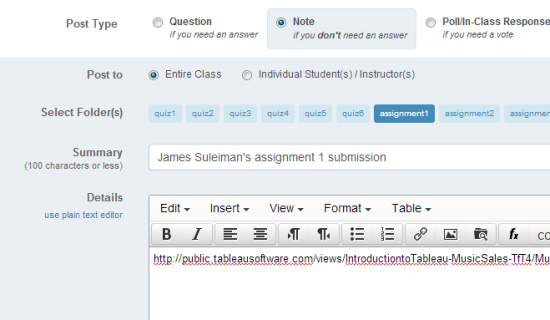 Post Type
Question
if you need an answer
Note
if you don't need an answer
Poll/In-Class Response
if you need a vote
Post to
Entire Class
Individual Student(s) / Instructor(s)
Select Folder(s)
quiz1 quiz2 quiz3 quiz4 quiz5 quiz6 assignment1 assignment2 assignmen
Summary
(100 characters or less)
James Suleiman's assignment 1 submission
Details
use plain text editor
Edit Insert View Format Table
B I fx CO
http://public.tableausoftware.com/views/IntroductiontoTableau-MusicSales-TfT4/Mu